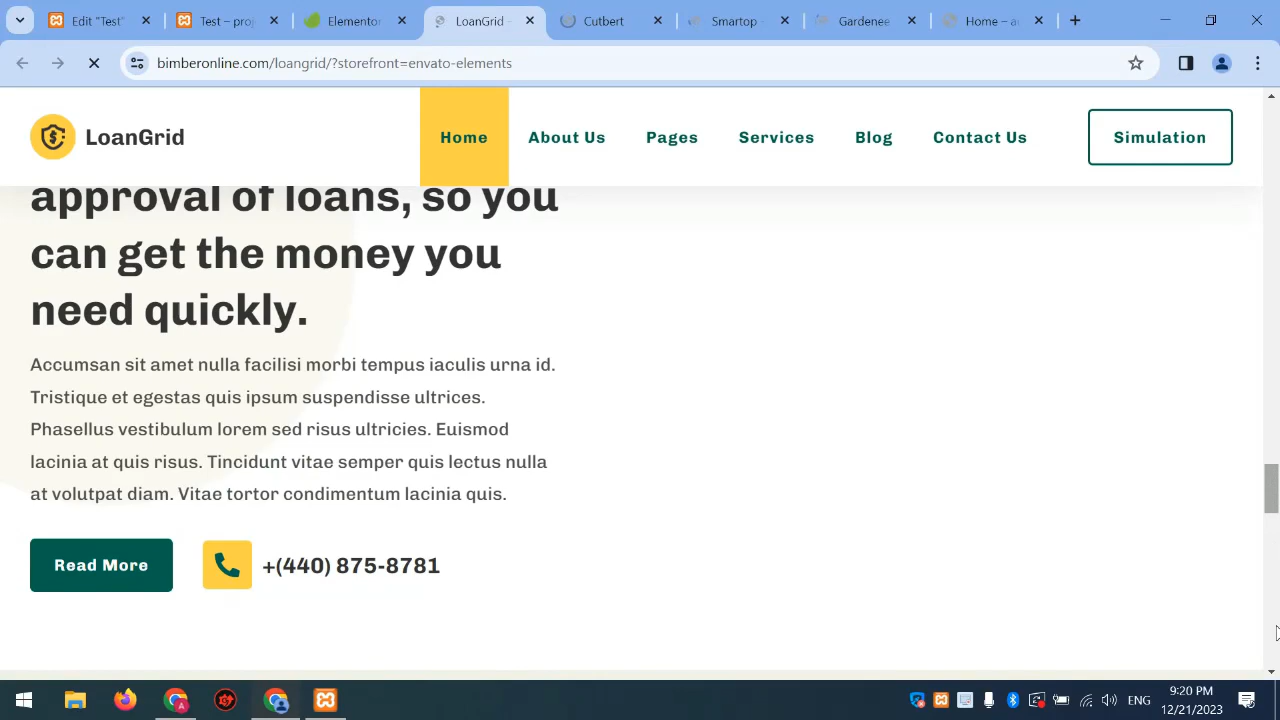 Edit "Test"
Test – proj
Elemento
LoanGrid –
Cutbert
Smartop
Gardenee
Home – a
bimberonline.com/loangrid/?storefront=envato-elements
LoanGrid
Home
About Us
Pages
Services
Blog
Contact Us
Simulation
approval of loans, so you
can get the money you
need quickly.
Accumsan sit amet nulla facilisi morbi tempus iaculis urna id.
Tristique et egestas quis ipsum suspendisse ultrices.
Phasellus vestibulum lorem sed risus ultricies. Euismod
lacinia at quis risus. Tincidunt vitae semper quis lectus nulla
at volutpat diam. Vitae tortor condimentum lacinia quis.
Read More
+(440) 875-8781
ENG
9:20 PM
12/21/2023